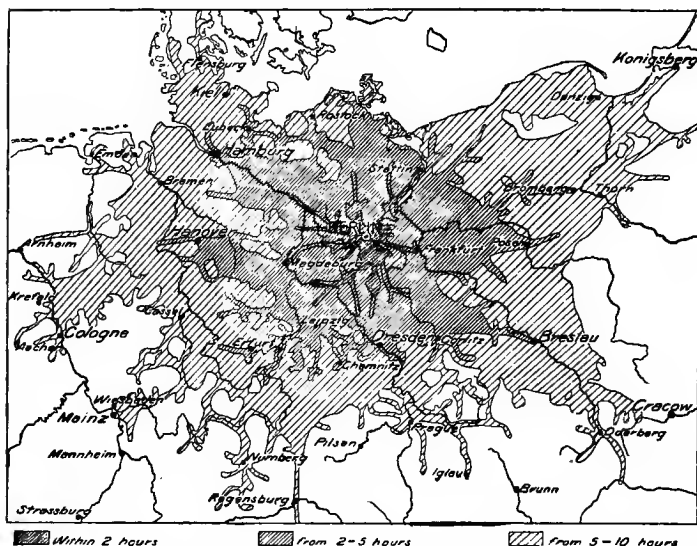 Flensburg
Konigsberg
Kiel
Danzig
Rostock
Lubeck
Hamburg
Emden
Stettin
Bremen
Bromberg
Thorn
BERLIN
Hanover
Arnheim
Frankfurt
Posen
Magdeburg
Krefeld
Cassel
Leipzig
Cologne
Dresden
Görlitz
Breslau
Aachen
Erfurt
Chemnitz
Wiesbaden
Cracow
Mainz
Prague
Oderberg
Pilsen
Mannheim
Nurnberg
Iglau
Regensburg
Brunn
Strassburg
Within 2 hours
from 2-5 hours
from 5-10 hours